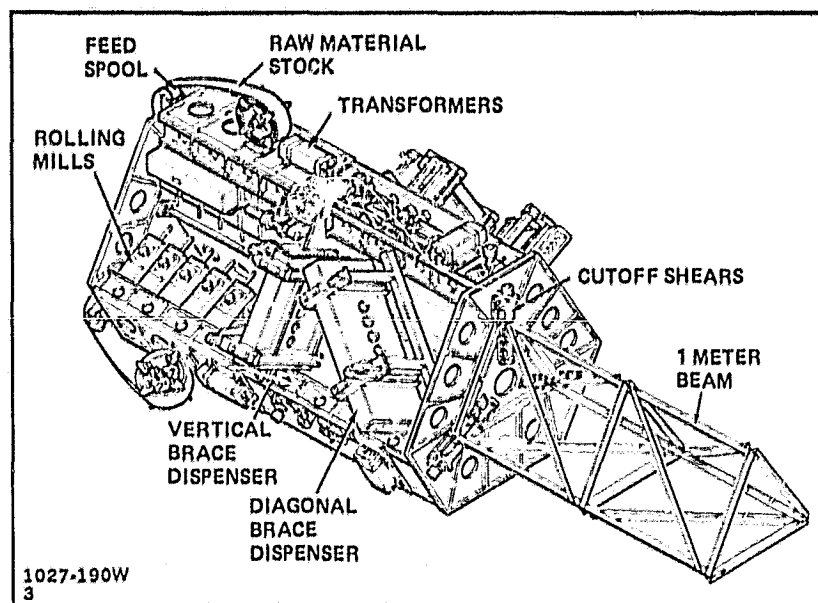 FEED
SPOOL
RAW MATERIAL
STOCK
TRANSFORMERS
ROLLING
MILLS
CUTOFF SHEARS
1 METER
BEAM
VERTICAL
BRACE
DISPENSER
DIAGONAL
BRACE
DISPENSER
1027-190W
3